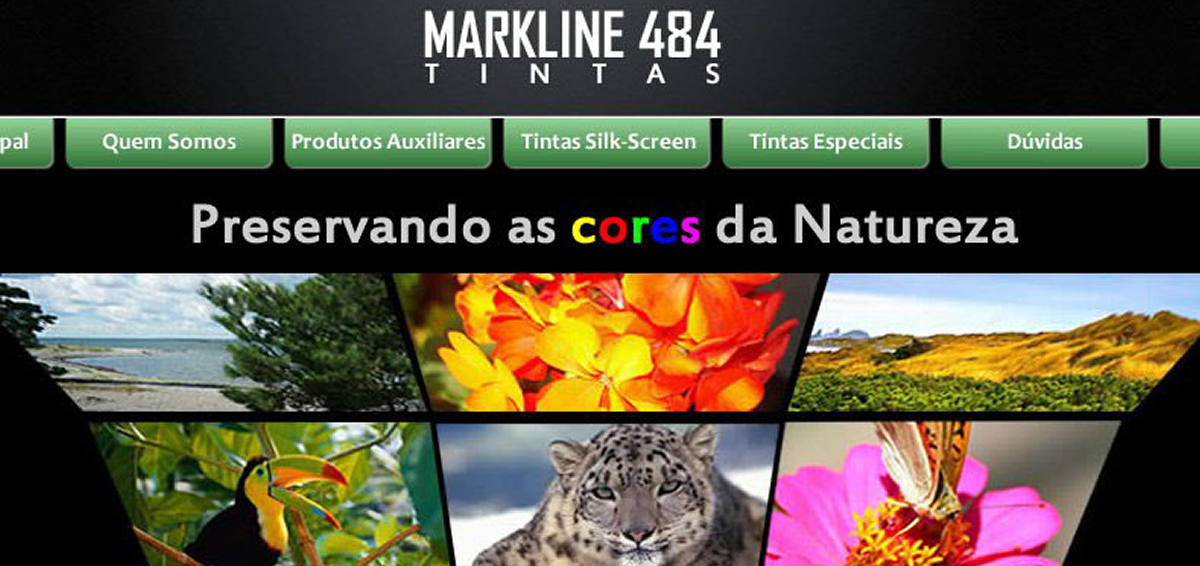 MARKLINE 484
TINTAS
pal
Quem Somos
Produtos Auxiliares
Tintas Silk-Screen
Tintas Especiais
Dúvidas
Preservando as cores da Natureza